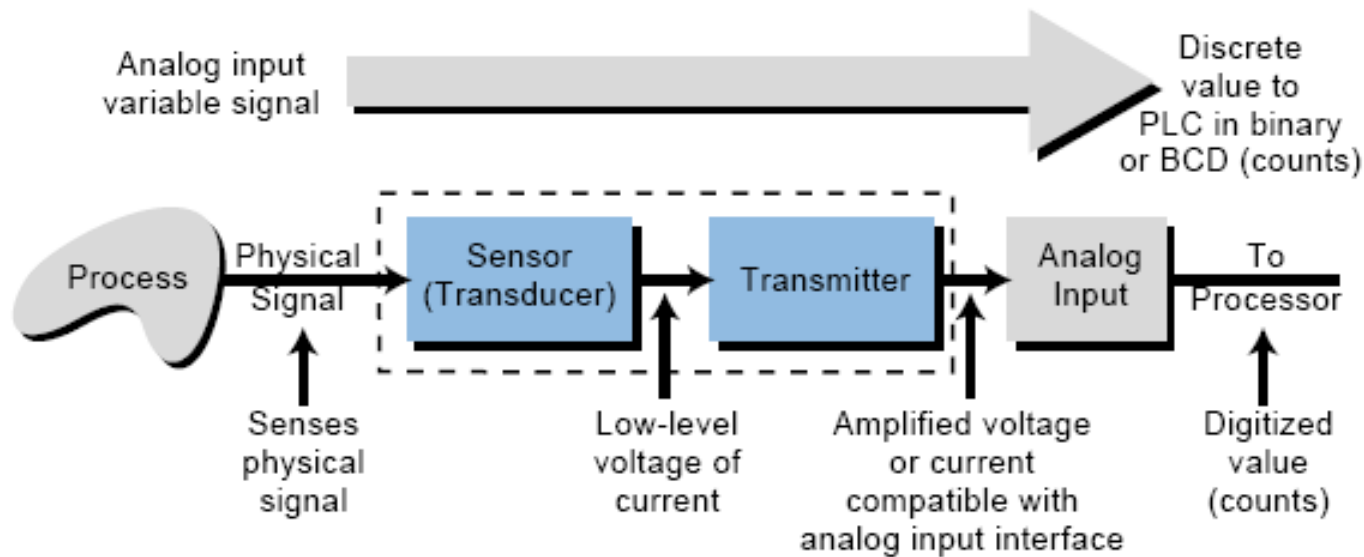 Analog input
variable signal
Discrete
value to
PLC in binary
or BCD (counts)
Process
Physical
Signal
Sensor
(Transducer)
Transmitter
Analog
Input
To
Processor
Senses
physical
signal
Low-level
voltage of
current
Amplified voltage
or current
compatible with
analog input interface
Digitized
value
(counts)